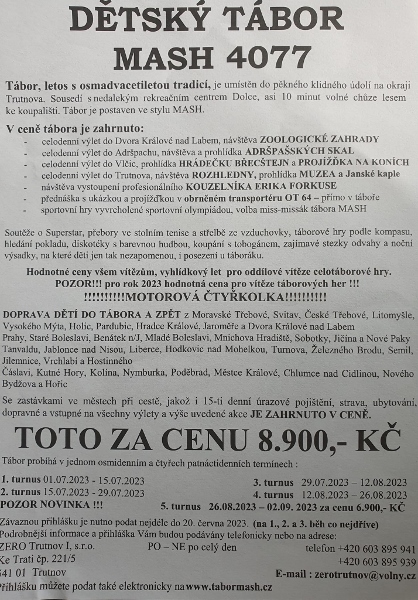 DĚTSKÝ TÁBOR
MASH 4077
Tábor, letos s osmadvacetiletou tradicí, je umístěn do pěkného klidného údolí na okraji
Trutnova. Sousedí s nedalekým rekreačním centrem Dolce, asi 10 minut volné chůze lesem
ke koupališti. Tábor je postaven ve stylu MASH.
V ceně tábora je zahrnuto:
- celodenní výlet do Dvora Králové nad Labem, návštěva ZOOLOGICKÉ ZAHRADY
- celodenní výlet do Adršpachu, návštěva a prohlídka ADRŠPAŠSKÝCH SKAL
- celodenní výlet do Vlčic, prohlídka HRÁDEČKU BŘECŠTEJN a PROJÍŽĎKA NA KONÍCH
- celodenní výlet do Trutnova, návštěva ROZHLEDNY, prohlídka MUZEA a Janské kaple
- návštěva vystoupení profesionálního KOUZELNÍKA ERIKA FORKUSE
- přednáška s ukázkou a projížďkou v obrněném transportéru OT 64 – přímo v táboře
- sportovní hry vyvrcholené sportovní olympiádou, volba miss-missák tábora MASH
Soutěže o Superstar, přebory ve stolním tenise a střelbě ze vzduchovky, táborové hry podle kompasu,
hledání pokladu, diskotéky s barevnou hudbou, koupání s tobogánem, zajímavé stezky odvahy a noční
výsadky, na které děti jen tak nezapomenou, i posezení u táboráku.
Hodnotné ceny všem vítězům, vyhlídkový let pro oddílové vítěze celotáborové hry.
POZOR!!! pro rok 2023 hodnotná cena pro vítěze táborových her !!!
!!!!!!!!!!MOTOROVÁ ČTYŘKOLKA!!!!!!!!!!
DOPRAVA DĚTÍ DO TÁBORA A ZPĚT z Moravské Třebové, Svitav, České Třebové, Litomyšle,
Vysokého Mýta, Holic, Pardubic, Hradce Králové, Jaroměře a Dvora Králové nad Labem
Prahy, Staré Boleslavi, Benátek n/J, Mladé Boleslavi, Mnichova Hradiště, Sobotky, Jičína a Nové Paky
Tanvaldu, Jablonce nad Nisou, Liberce, Hodkovic nad Mohelkou, Turnova, Železného Brodu, Semil,
Jilemnice, Vrchlabí a Hostinného
Čáslavi, Kutné Hory, Kolína, Nymburka, Poděbrad, Městce Králové, Chlumce nad Cidlinou, Nového
Bydžova a Hořic
Se zastávkami ve městech při cestě, jakož i 15-ti denní úrazové pojištění, strava, ubytování,
dopravné a vstupné na všechny výlety a výše uvedené akce JE ZAHRNUTO V CENĚ.
TOTO ZA CENU 8.900,- KČ
Tábor probíhá v jednom osmidenním a čtyřech patnáctidenních termínech :
1. turnus 01.07.2023 - 15.07.2023 3. turnus 29.07.2023 – 12.08.2023
2. turnus 15.07.2023 - 29.07.2023 4. turnus 12.08.2023 – 26.08.2023
POZOR NOVINKA !!! 5. turnus 26.08.2023 – 02.09. 2023 za cenu 6.900,- KČ
Závaznou přihlášku je nutno podat nejdéle do 20. června 2023. (na 1., 2. a 3. běh co nejdříve)
Podrobnější informace a přihlášku Vám budou podávány telefonicky nebo na adrese:
ZERO Trutnov I, s.r.o. PO – NE po celý den telefon +420 603 895 941
Ke Trati čp. 221/5 +420 603 895 939
541 01 Trutnov E-mail : zerotrutnov@volny.cz
Přihlášku můžete podat také elektronicky na www.tabormash.cz